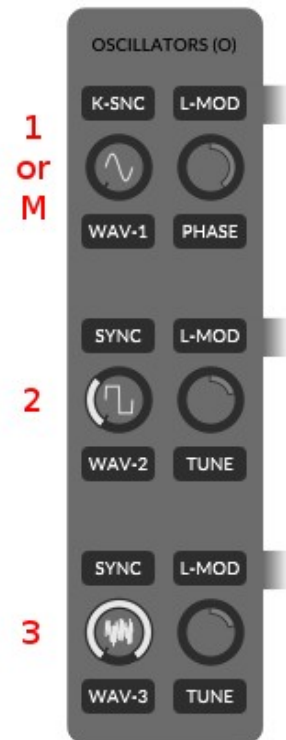 OSCILLATORS (O)
K-SNC L-MOD
1
or
M
WAV-1 PHASE
SYNC L-MOD
2
WAV-2 TUNE
SYNC L-MOD
3
WAV-3 TUNE